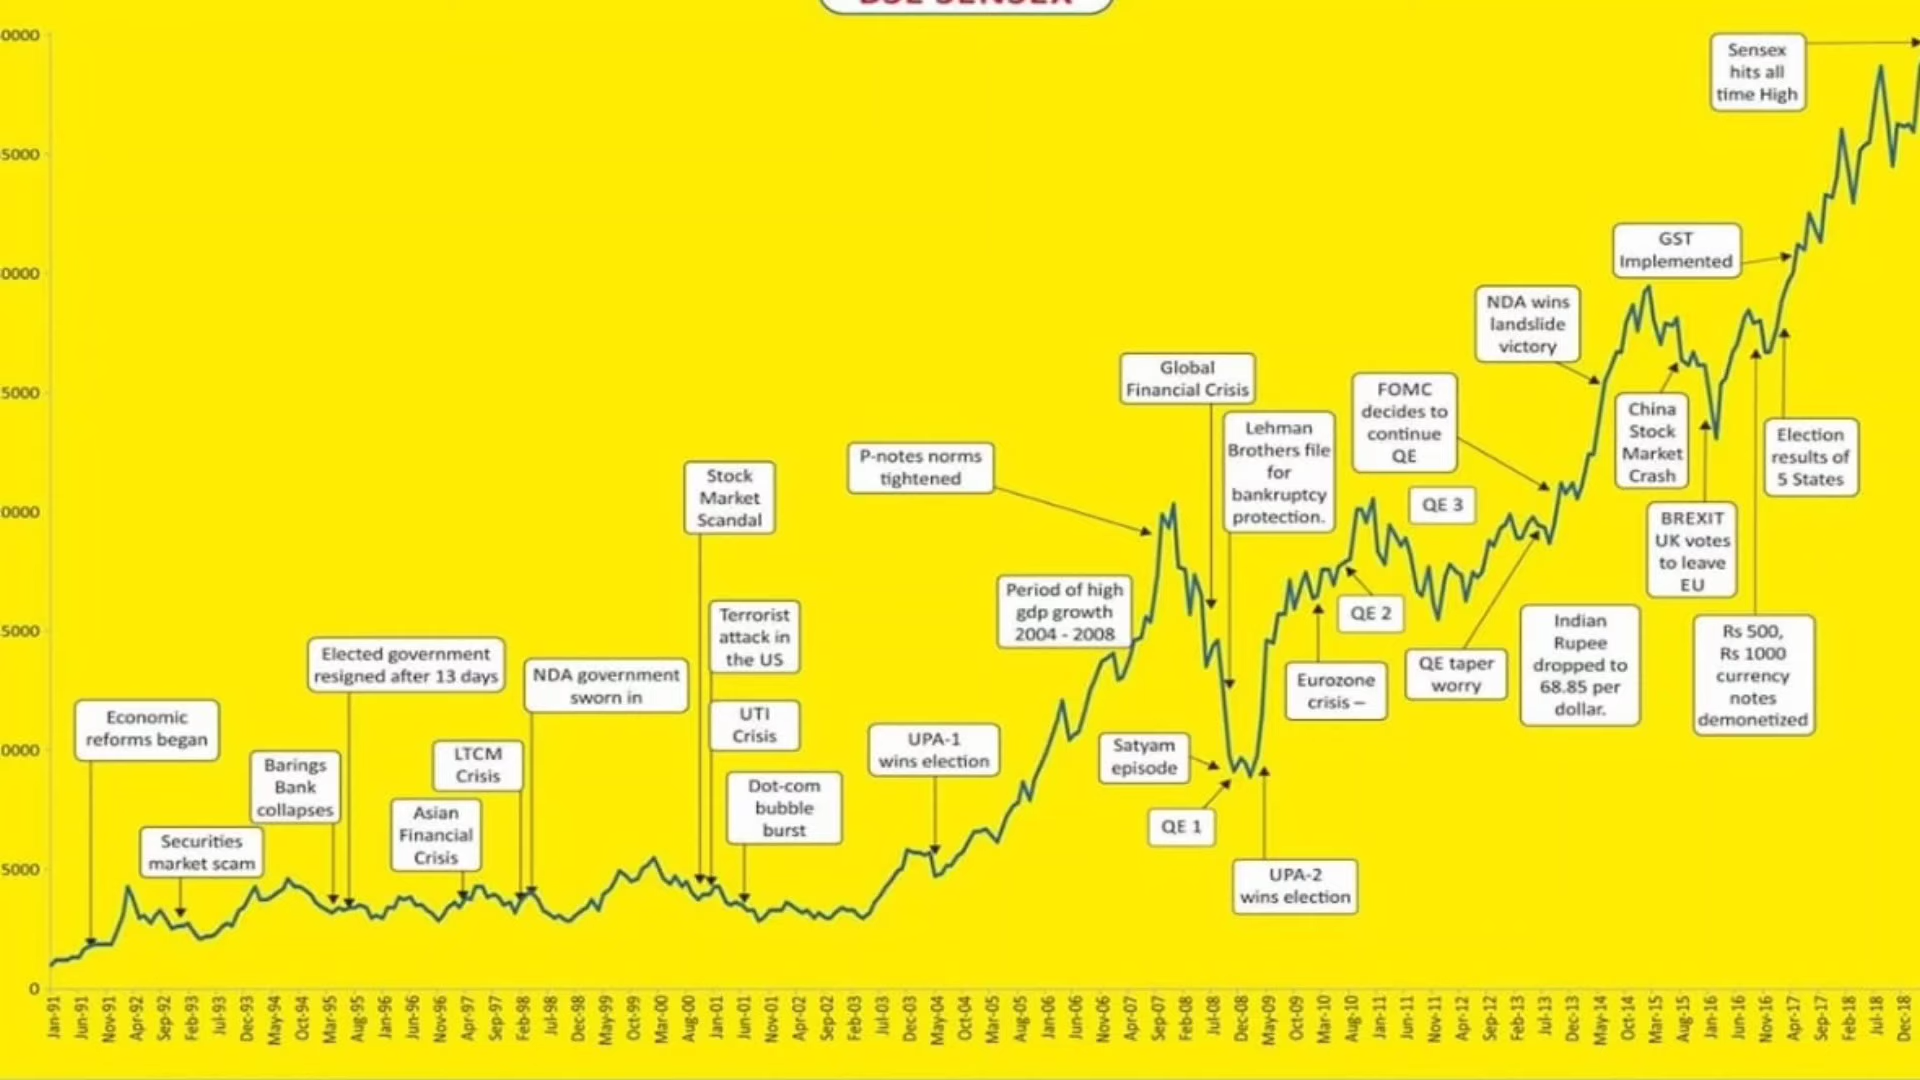 BSE SENSEX
0000
5000
0000
5000
0000
5000
0000
5000
0
Sensex
hits all
time High
GST
Implemented
NDA wins
landslide
victory
Global
Financial Crisis
FOMC
decides to
continue
QE
China
Stock
Market
Crash
Election
results of
5 States
Lehman
Brothers file
for
bankruptcy
protection.
P-notes norms
tightened
Stock
Market
Scandal
QE 3
BREXIT
UK votes
to leave
EU
Period of high
gdp growth
2004 - 2008
QE 2
Terrorist
attack in
the US
Indian
Rupee
dropped to
68.85 per
dollar.
Rs 500,
Rs 1000
currency
notes
demonetized
Elected government
resigned after 13 days
NDA government
sworn in
QE taper
worry
Eurozone
crisis –
Economic
reforms began
UTI
Crisis
UPA-1
wins election
Satyam
episode
LTCM
Crisis
Barings
Bank
collapses
Dot-com
bubble
burst
Asian
Financial
Crisis
QE 1
Securities
market scam
UPA-2
wins election
Jan-91
Jun-91
Nov-91
Apr-92
Sep-92
Feb-93
Jul-93
Dec-93
May-94
Oct-94
Mar-95
Aug-95
Jan-96
Jun-96
Nov-96
Apr-97
Sep-97
Feb-98
Jul-98
Dec-98
May-99
Oct-99
Mar-00
Aug-00
Jan-01
Jun-01
Nov-01
Apr-02
Sep-02
Feb-03
Jul-03
Dec-03
May-04
Oct-04
Mar-05
Aug-05
Jan-06
Jun-06
Nov-06
Apr-07
Sep-07
Feb-08
Jul-08
Dec-08
May-09
Oct-09
Mar-10
Aug-10
Jan-11
Jun-11
Nov-11
Apr-12
Sep-12
Feb-13
Jul-13
Dec-13
May-14
Oct-14
Mar-15
Aug-15
Jan-16
Jun-16
Nov-16
Apr-17
Sep-17
Feb-18
Jul-18
Dec-18